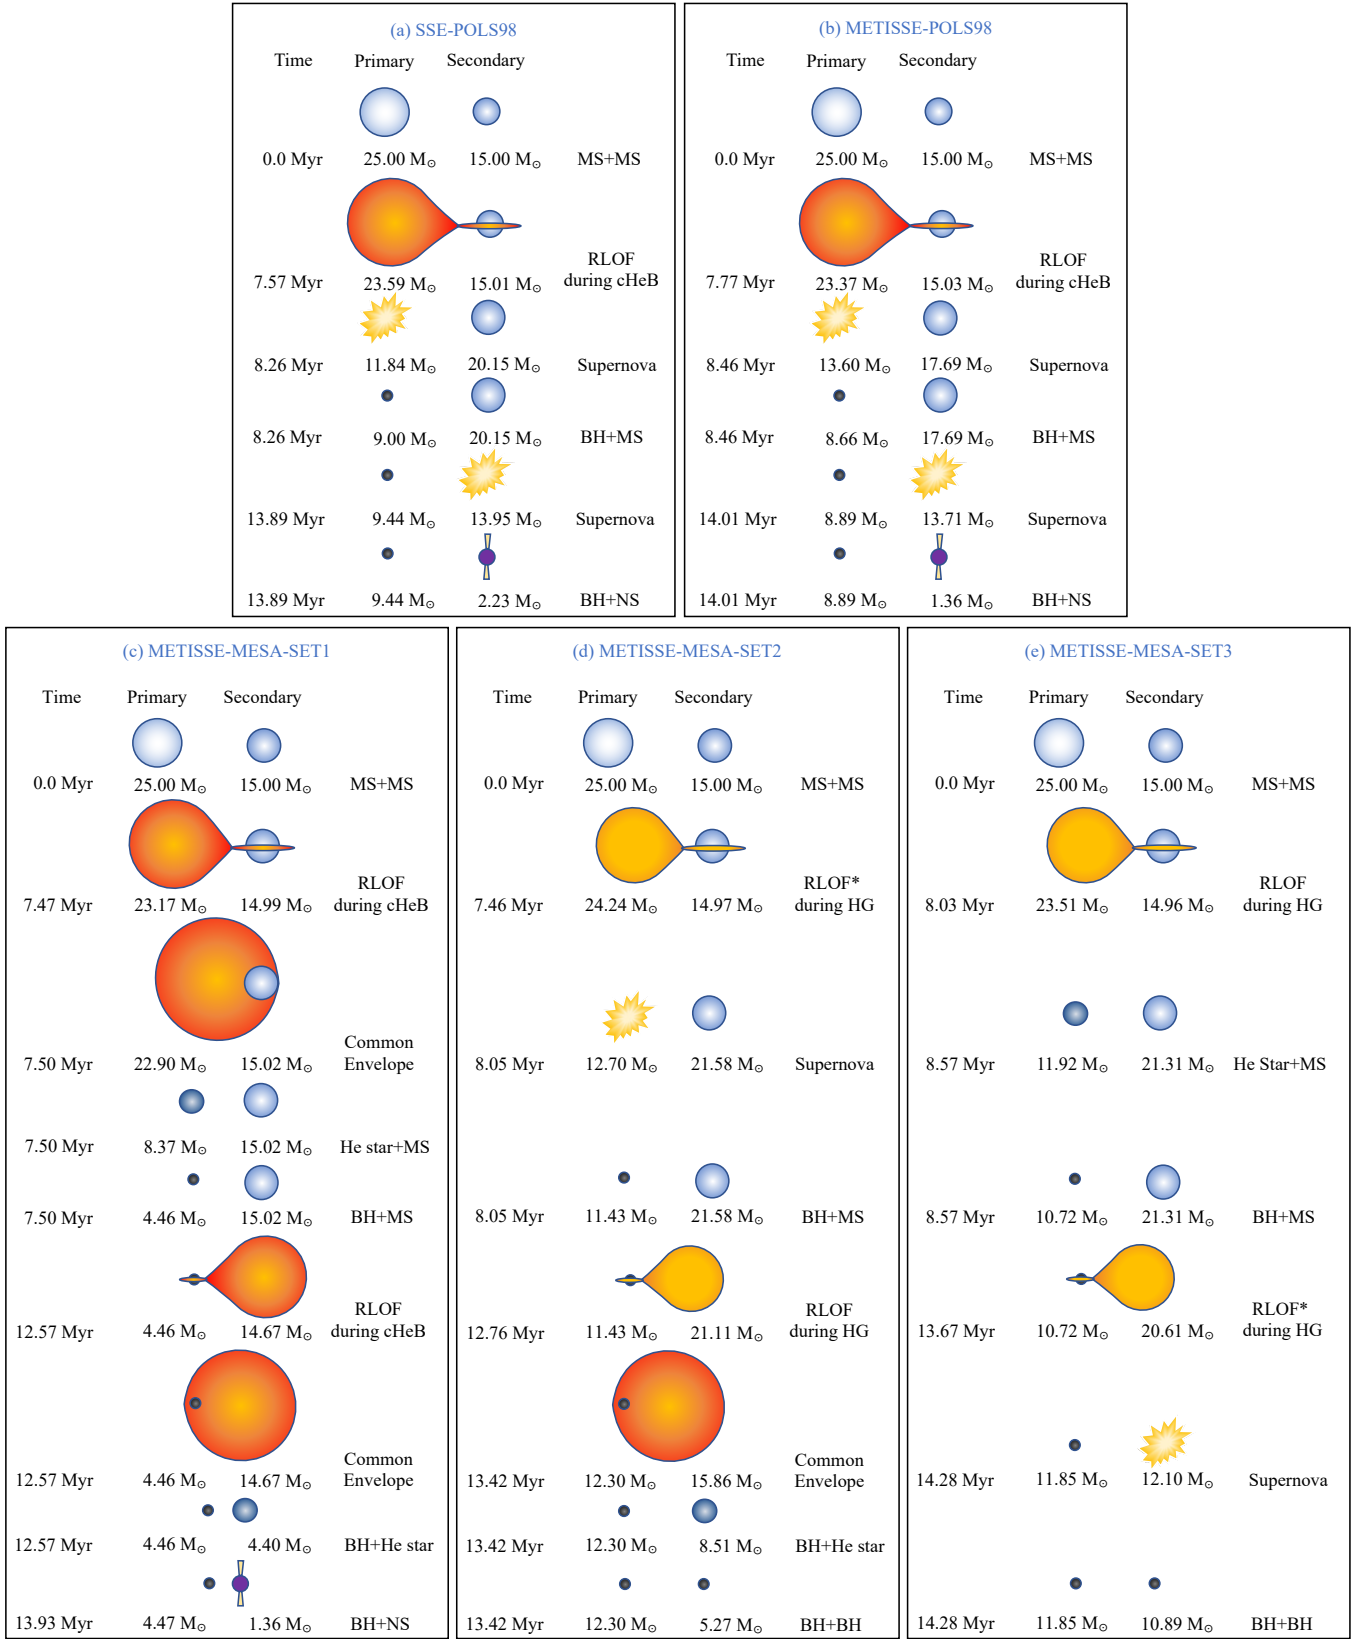 (a) SSE-POLS98
Time Primary Secondary
0.0 Myr 25.00 M⊙ 15.00 M⊙ MS+MS
RLOF
during cHeB
7.57 Myr 23.59 M⊙ 15.01 M⊙
8.26 Myr 11.84 M⊙ 20.15 M⊙ Supernova
8.26 Myr 9.00 M⊙ 20.15 M⊙ BH+MS
13.89 Myr 9.44 M⊙ 13.95 M⊙ Supernova
13.89 Myr 9.44 M⊙ 2.23 M⊙ BH+NS
(b) METISSE-POLS98
Time Primary Secondary
0.0 Myr 25.00 M⊙ 15.00 M⊙ MS+MS
RLOF
during cHeB
7.77 Myr 23.37 M⊙ 15.03 M⊙
8.46 Myr 13.60 M⊙ 17.69 M⊙ Supernova
8.46 Myr 8.66 M⊙ 17.69 M⊙ BH+MS
14.01 Myr 8.89 M⊙ 13.71 M⊙ Supernova
14.01 Myr 8.89 M⊙ 1.36 M⊙ BH+NS
(c) METISSE-MESA-SET1
Time Primary Secondary
0.0 Myr 25.00 M⊙ 15.00 M⊙ MS+MS
RLOF
7.47 Myr 23.17 M⊙ 14.99 M⊙ during cHeB
Common
7.50 Myr 22.90 M⊙ 15.02 M⊙ Envelope
7.50 Myr 8.37 M⊙ 15.02 M⊙ He star+MS
7.50 Myr 4.46 M⊙ 15.02 M⊙ BH+MS
RLOF
12.57 Myr 4.46 M⊙ 14.67 M⊙ during cHeB
Common
12.57 Myr 4.46 M⊙ 14.67 M⊙ Envelope
12.57 Myr 4.46 M⊙ 4.40 M⊙ BH+He star
13.93 Myr 4.47 M⊙ 1.36 M⊙ BH+NS
(d) METISSE-MESA-SET2
Time Primary Secondary
0.0 Myr 25.00 M⊙ 15.00 M⊙ MS+MS
RLOF*
7.46 Myr 24.24 M⊙ 14.97 M⊙ during HG
8.05 Myr 12.70 M⊙ 21.58 M⊙ Supernova
8.05 Myr 11.43 M⊙ 21.58 M⊙ BH+MS
RLOF
12.76 Myr 11.43 M⊙ 21.11 M⊙ during HG
Common
13.42 Myr 12.30 M⊙ 15.86 M⊙ Envelope
13.42 Myr 12.30 M⊙ 8.51 M⊙ BH+He star
13.42 Myr 12.30 M⊙ 5.27 M⊙ BH+BH
(e) METISSE-MESA-SET3
Time Primary Secondary
0.0 Myr 25.00 M⊙ 15.00 M⊙ MS+MS
RLOF
8.03 Myr 23.51 M⊙ 14.96 M⊙ during HG
8.57 Myr 11.92 M⊙ 21.31 M⊙ He Star+MS
8.57 Myr 10.72 M⊙ 21.31 M⊙ BH+MS
RLOF*
13.67 Myr 10.72 M⊙ 20.61 M⊙ during HG
14.28 Myr 11.85 M⊙ 12.10 M⊙ Supernova
14.28 Myr 11.85 M⊙ 10.89 M⊙ BH+BH